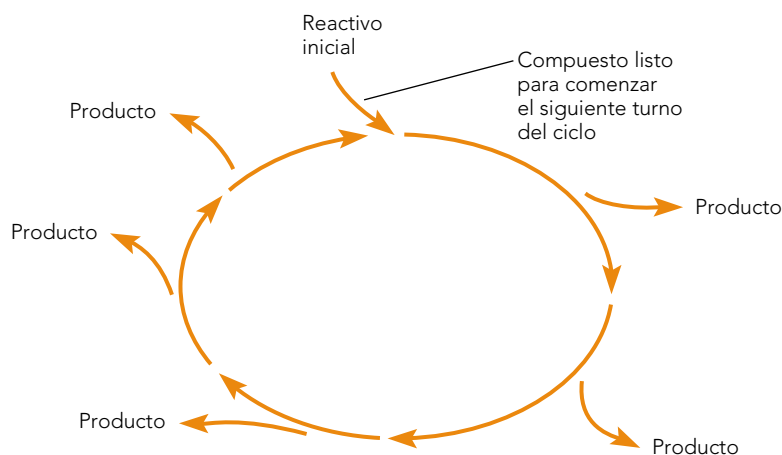 Reactivo
inicial
Compuesto listo
para comenzar
el siguiente turno
del ciclo
Producto
Producto
Producto
Producto
Producto